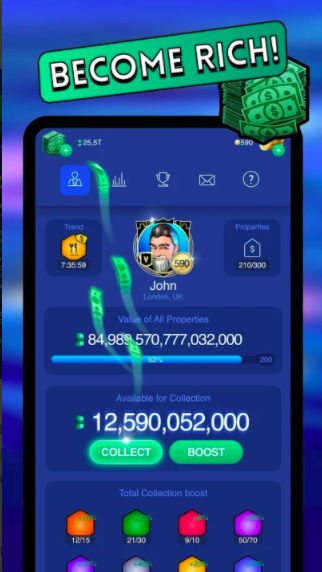 BECOME RICH!
25,5T
590
?
Trend
7:35:59
590
V
Properties
$
210/300
John
London, UK
Value of All Properties
84,989,570,777,032,000
63%
200
Available for Collection
12,590,052,000
COLLECT
BOOST
Total Collection boost
12/15
21/30
9/10
50/70